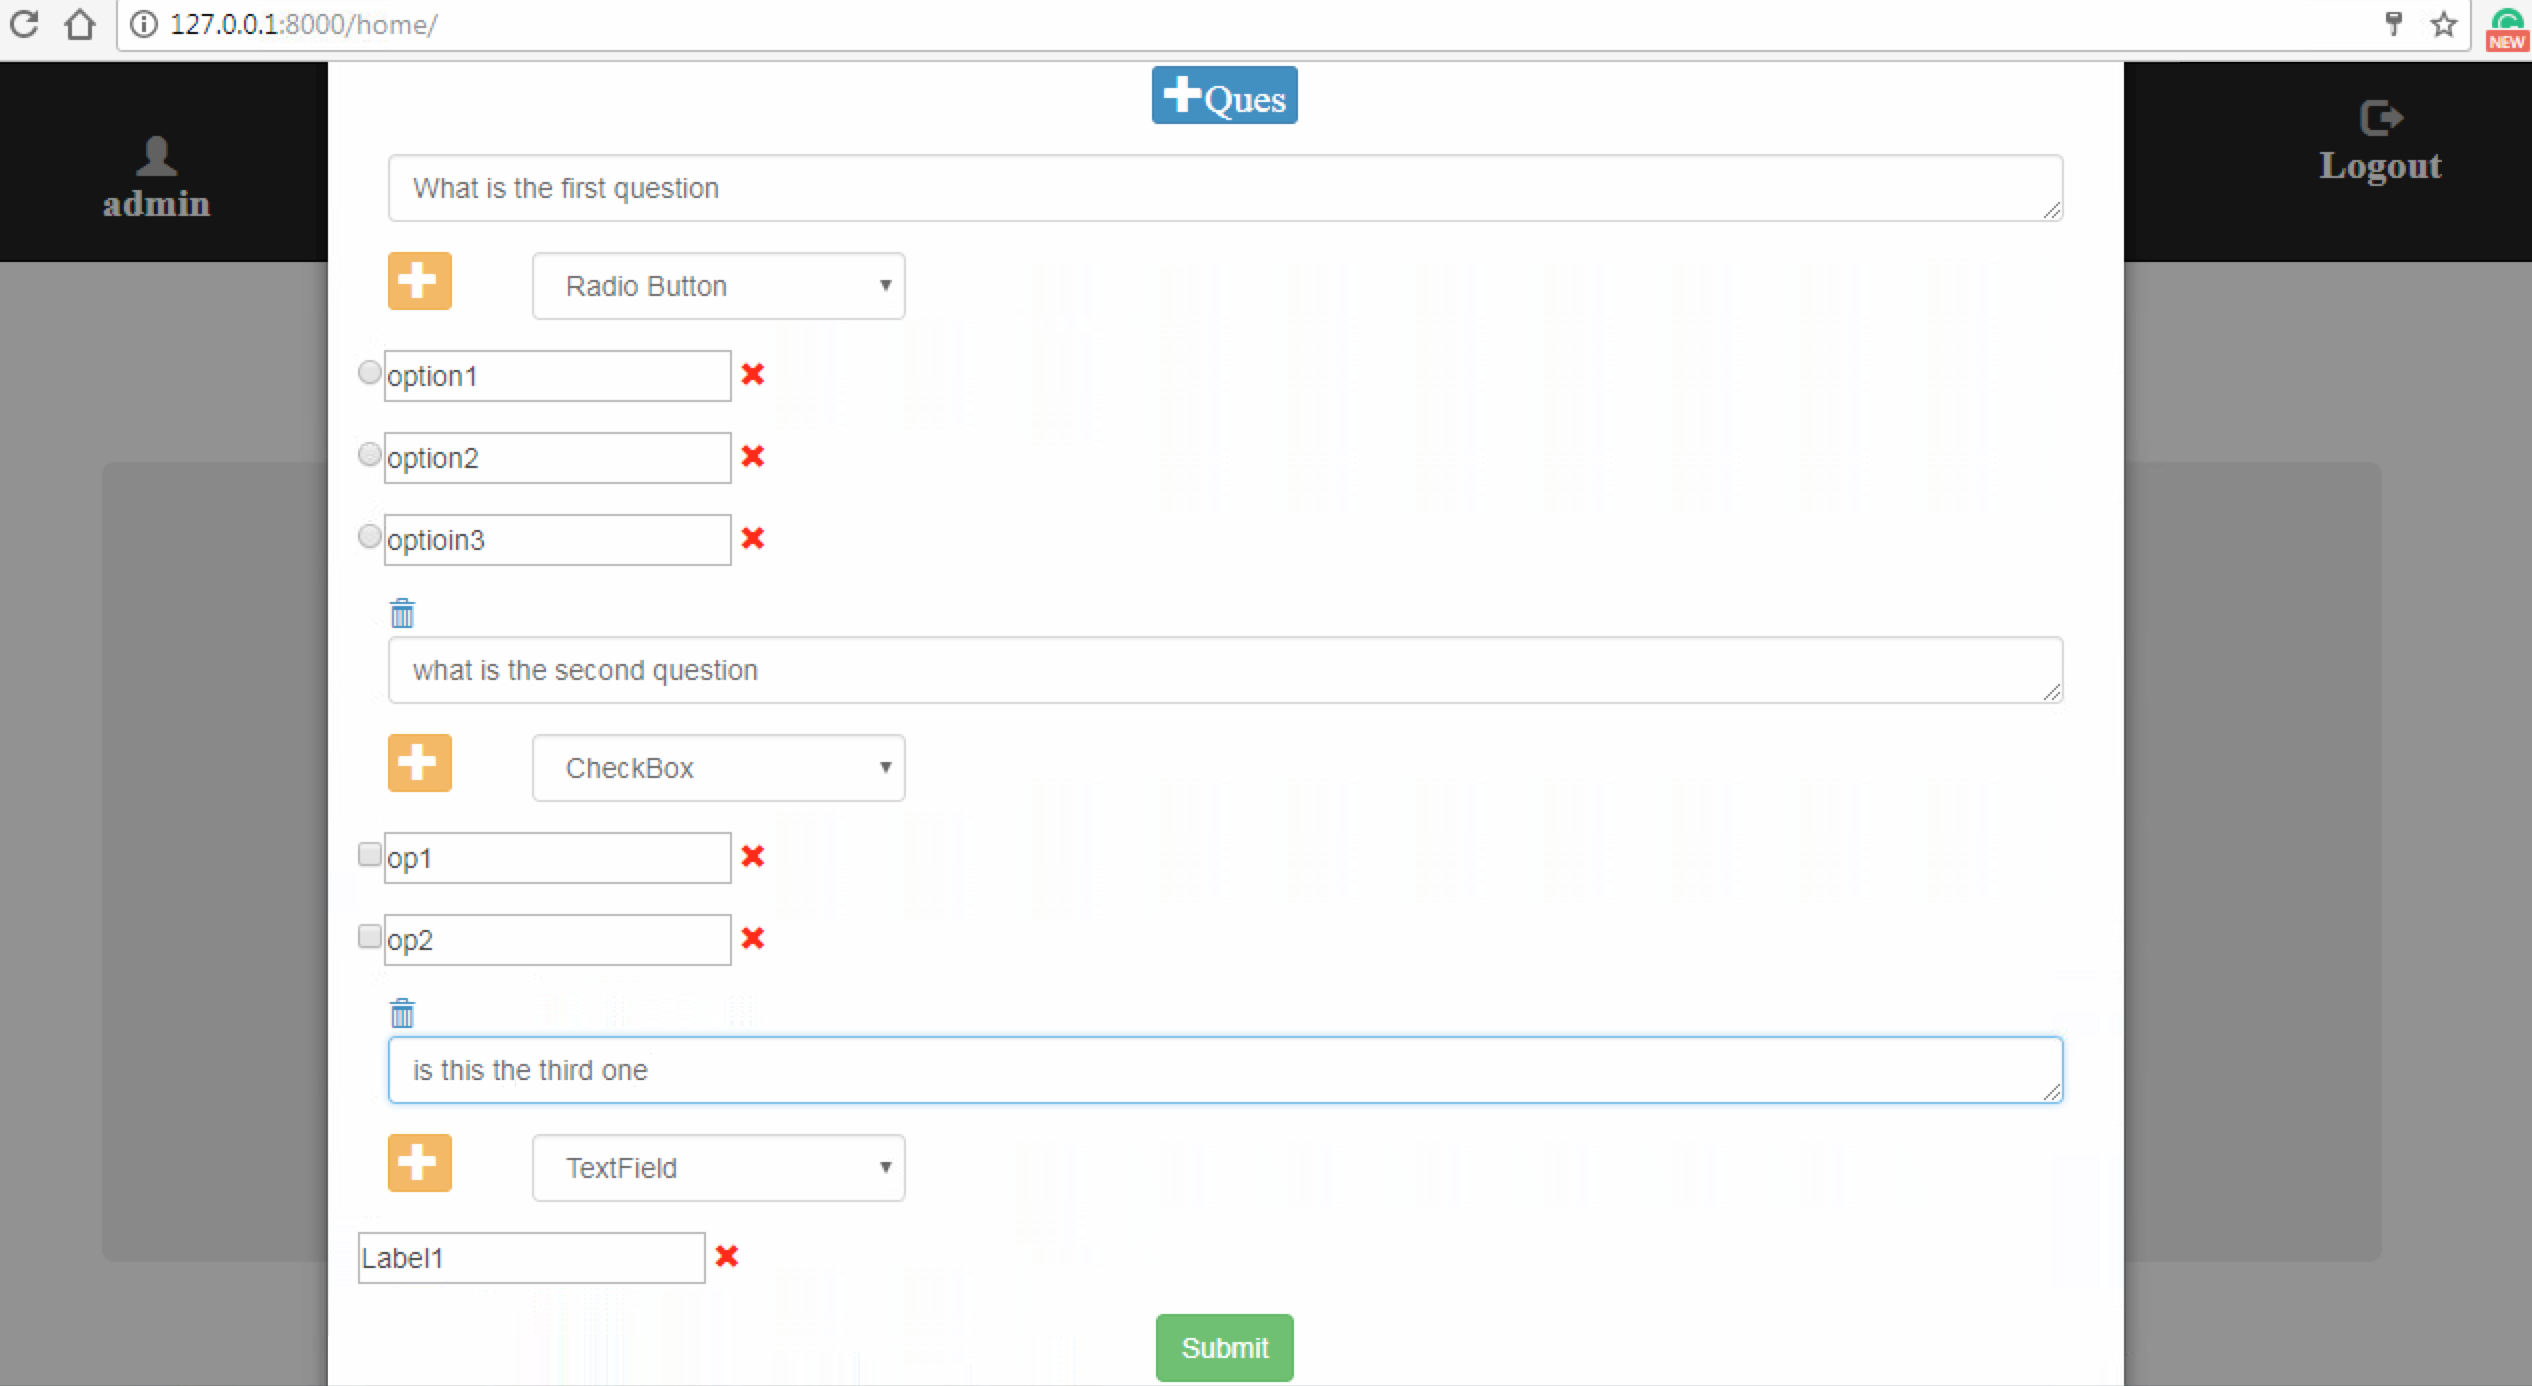 127.0.0.1:8000/home/
NEW
Ques
admin
Logout
What is the first question
Radio Button
option1
option2
optioin3
what is the second question
CheckBox
op1
op2
is this the third one
TextField
Label1
Submit